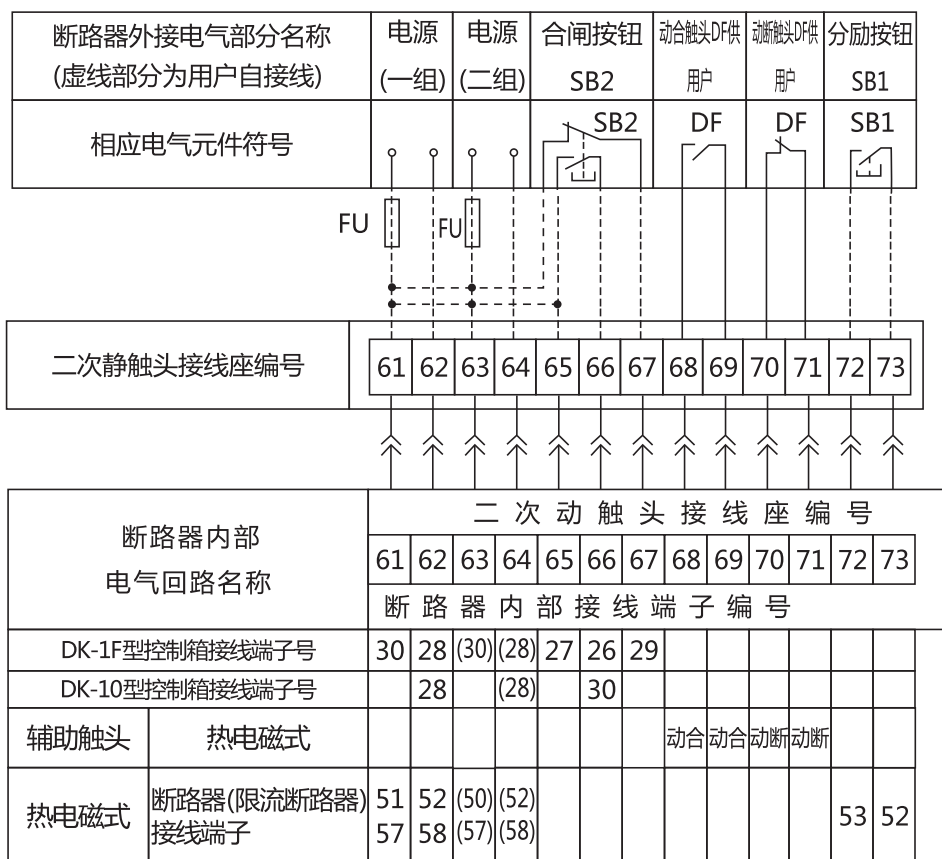 断路器外接电气部分名称
(虚线部分为用户自接线)
电源
(一组)
电源
(二组)
合闸按钮
SB2
动合触头DF供
用户
动断触头DF供
用户
分励按钮
SB1
相应电气元件符号
SB2
DF
DF
SB1
FU
FU
二次静触头接线座编号
61 62 63 64 65 66 67 68 69 70 71 72 73
断路器内部
电气回路名称
二次动触头接线座编号
61 62 63 64 65 66 67 68 69 70 71 72 73
断路器内部接线端子编号
DK-1F型控制箱接线端子号 30 28 (30) (28) 27 26 29
DK-10型控制箱接线端子号 28 (28) 30
辅助触头 热电磁式 动合 动合 动断 动断
热电磁式
断路器(限流断路器)
接线端子
51 52 (50) (52)
57 58 (57) (58)
53 52